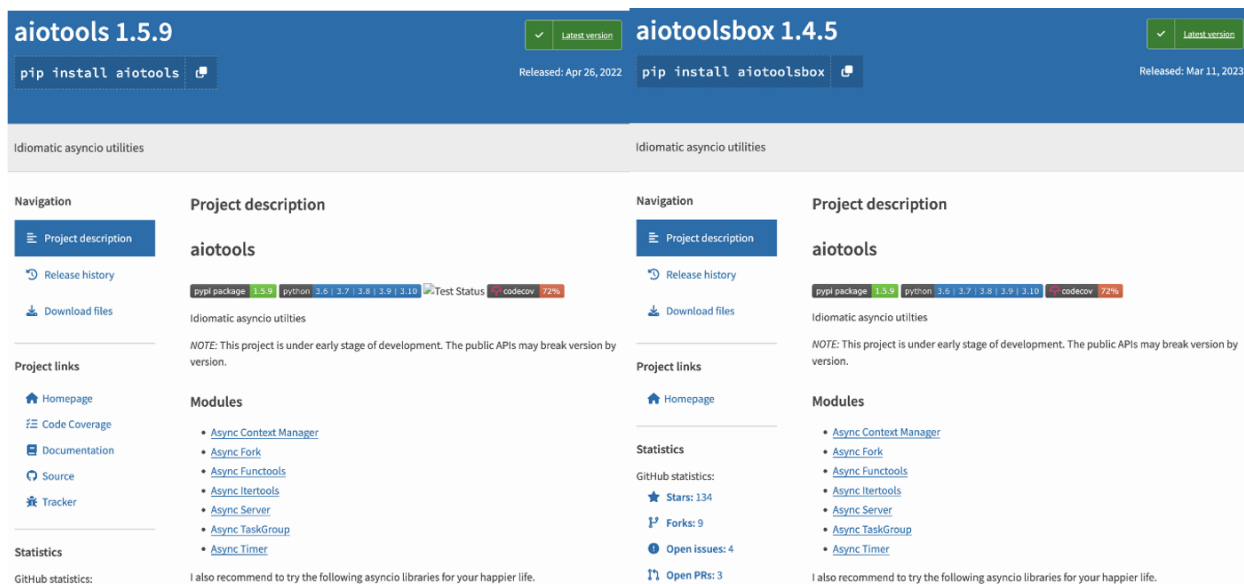 aiotools 1.5.9
Latest version
pip install aiotools
Released: Apr 26, 2022
Idiomatic asyncio utilities
Navigation
Project description
Release history
Download files
Project links
Homepage
Code Coverage
Documentation
Source
Tracker
Statistics
GitHub statistics:
Project description
aiotools
pypi package 1.5.9 python 3.6 | 3.7 | 3.8 | 3.9 | 3.10 Test Status codecov 72%
Idiomatic asyncio utilties
NOTE: This project is under early stage of development. The public APIs may break version by
version.
Modules
Async Context Manager
Async Fork
Async Functools
Async Itertools
Async Server
Async TaskGroup
Async Timer
I also recommend to try the following asyncio libraries for your happier life.
aiotoolsbox 1.4.5
Latest version
pip install aiotoolsbox
Released: Mar 11, 2023
Idiomatic asyncio utilities
Navigation
Project description
Release history
Download files
Project links
Homepage
Statistics
GitHub statistics:
Stars: 134
Forks: 9
Open issues: 4
Open PRs: 3
Project description
aiotools
pypi package 1.5.9 python 3.6 | 3.7 | 3.8 | 3.9 | 3.10 codecov 72%
Idiomatic asyncio utilties
NOTE: This project is under early stage of development. The public APIs may break version by
version.
Modules
Async Context Manager
Async Fork
Async Functools
Async Itertools
Async Server
Async TaskGroup
Async Timer
I also recommend to try the following asyncio libraries for your happier life.